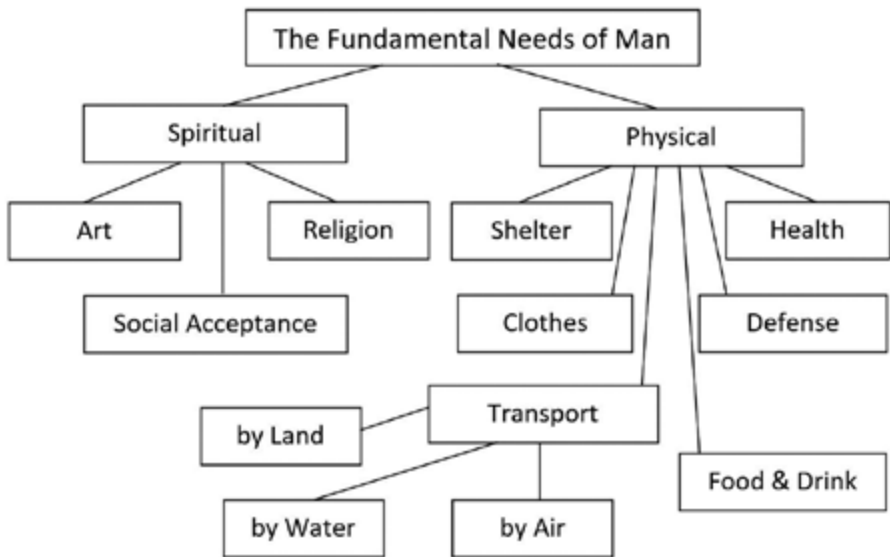 The Fundamental Needs of Man
Spiritual
Physical
Art
Religion
Shelter
Health
Social Acceptance
Clothes
Defense
Transport
by Land
Food & Drink
by Water
by Air